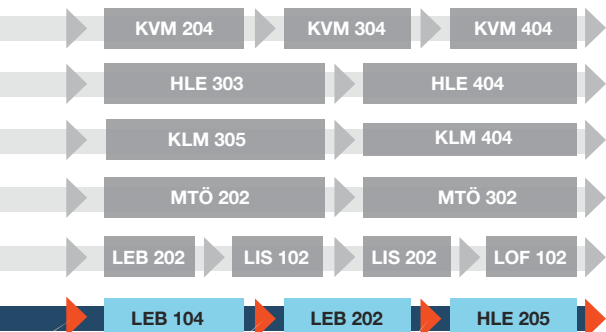 KVM 204 KVM 304 KVM 404
HLE 303 HLE 404
KLM 305 KLM 404
MTÖ 202 MTÖ 302
LEB 202 LIS 102 LIS 202 LOF 102
LEB 104 LEB 202 HLE 205